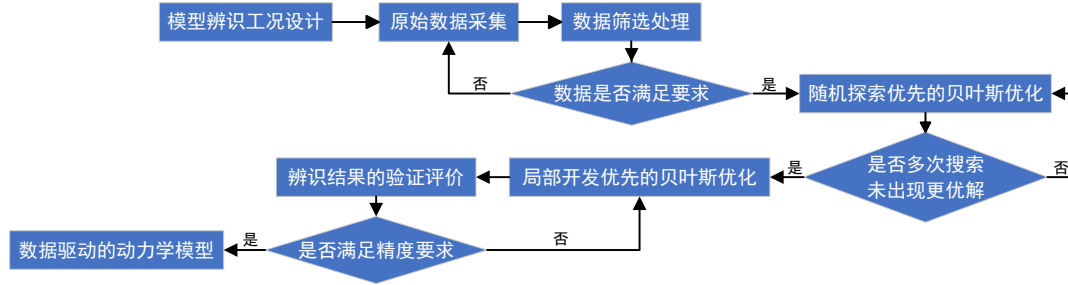 模型辨识工况设计
原始数据采集
数据筛选处理
否
数据是否满足要求
是
随机探索优先的贝叶斯优化
是否多次搜索
未出现更优解
否
是
局部开发优先的贝叶斯优化
辨识结果的验证评价
是否满足精度要求
否
是
数据驱动的动力学模型